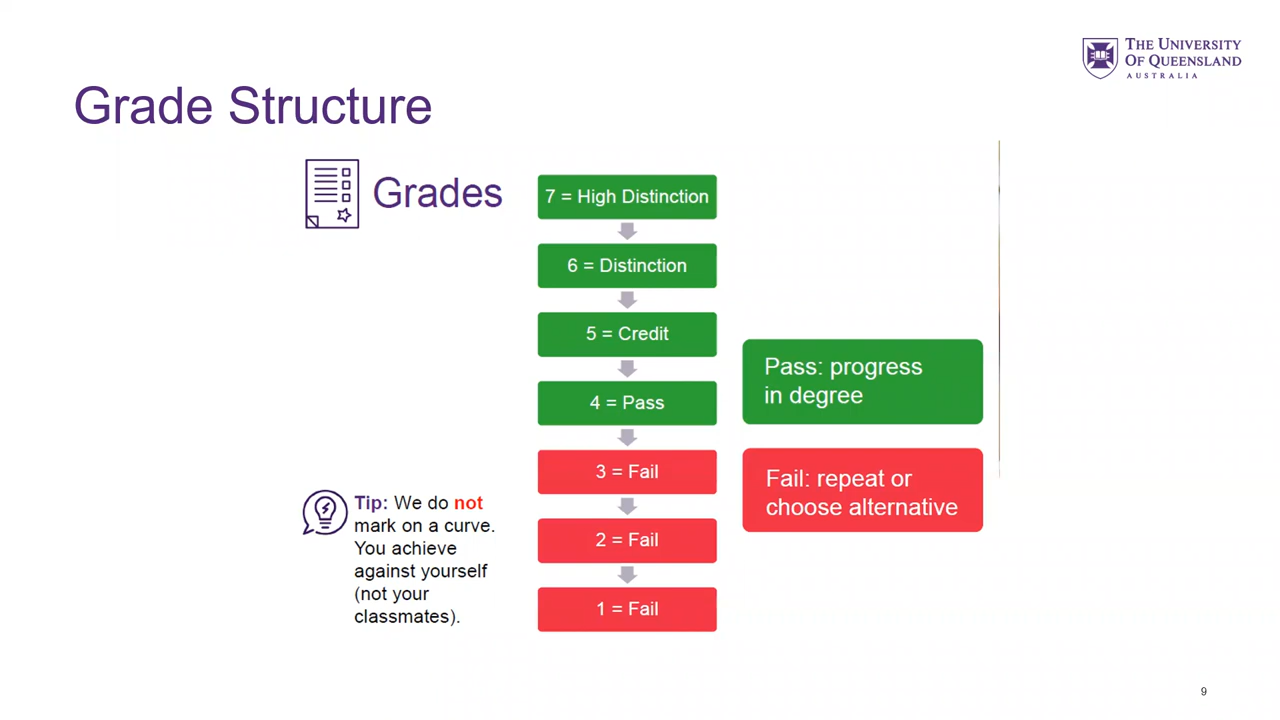 THE UNIVERSITY
OF QUEENSLAND
AUSTRALIA
Grade Structure
Grades
7 = High Distinction
6 = Distinction
5 = Credit
4 = Pass
3 = Fail
2 = Fail
1 = Fail
Pass: progress
in degree
Fail: repeat or
choose alternative
Tip: We do not
mark on a curve.
You achieve
against yourself
(not your
classmates).
9